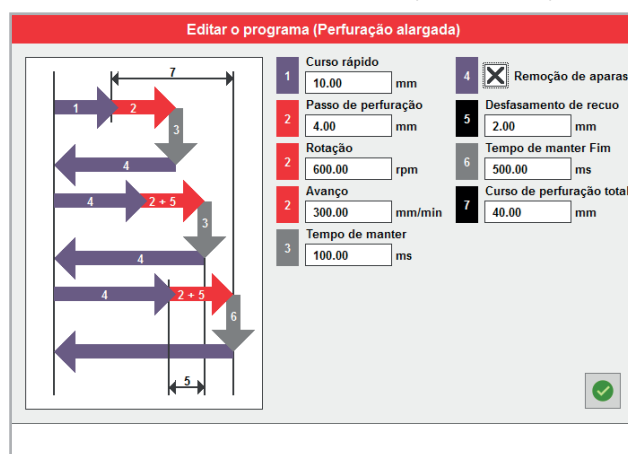 Editar o programa (Perfuração alargada)
7
1
2
3
4
4
2 + 5
3
4
4
2 + 5
6
5
1
Curso rápido
10.00 mm
2
Passo de perfuração
4.00 mm
2
Rotação
600.00 rpm
2
Avanço
300.00 mm/min
3
Tempo de manter
100.00 ms
4
Remoção de aparas
5
Desfasamento de recuo
2.00 mm
6
Tempo de manter Fim
500.00 ms
7
Curso de perfuração total
40.00 mm